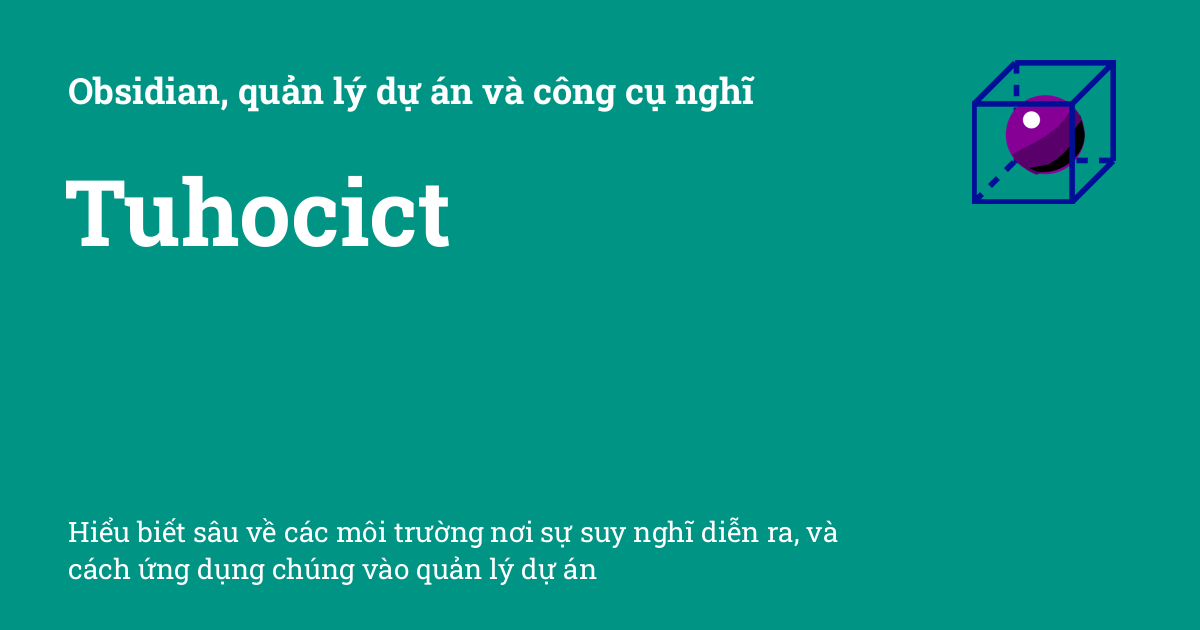 Obsidian, quản lý dự án và công cụ nghĩ
Tuhocict
Hiểu biết sâu về các môi trường nơi sự suy nghĩ diễn ra, và
cách ứng dụng chúng vào quản lý dự án